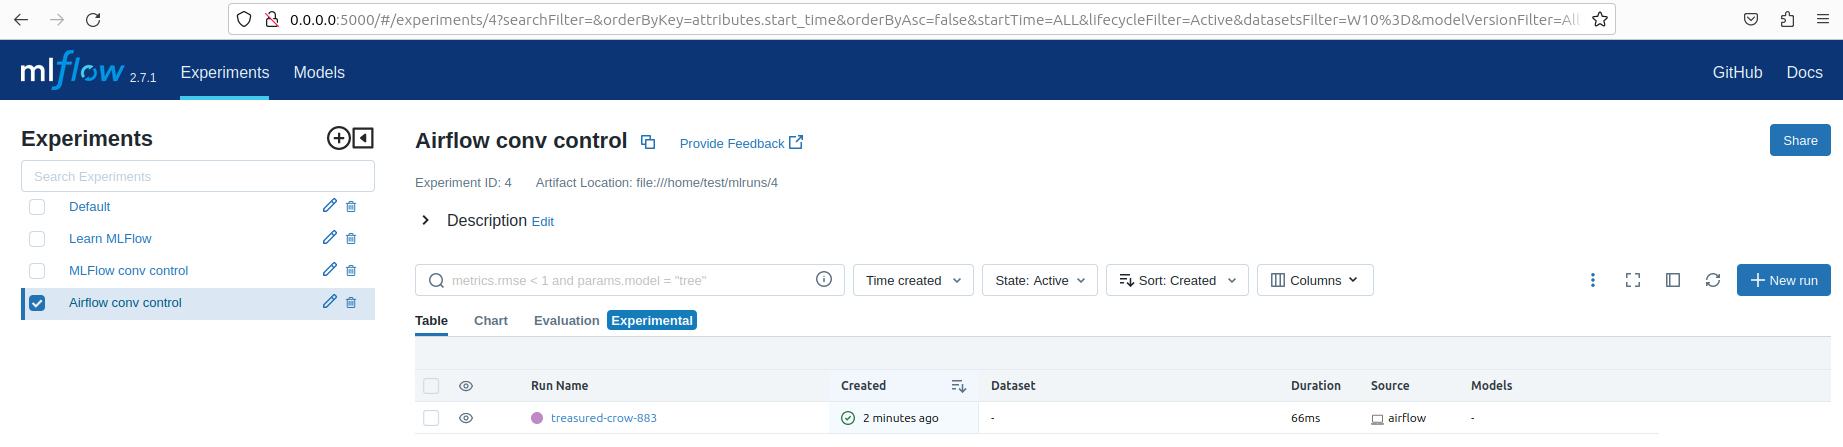 0.0.0.0:5000/#/experiments/4?searchFilter=&orderByKey=attributes.start_time&orderByAsc=false&startTime=ALL&lifecycleFilter=Active&datasetsFilter=W10%3D&modelVersionFilter=All
mlflow 2.7.1 Experiments Models GitHub Docs
Experiments
Search Experiments
Default
Learn MLFlow
MLFlow conv control
Airflow conv control
Airflow conv control Provide Feedback Share
Experiment ID: 4 Artifact Location: file:///home/test/mlruns/4
Description Edit
metrics.rmse < 1 and params.model = "tree" Time created State: Active Sort: Created Columns New run
Table Chart Evaluation Experimental
Run Name Created Dataset Duration Source Models
treasured-crow-883 2 minutes ago - 66ms airflow -